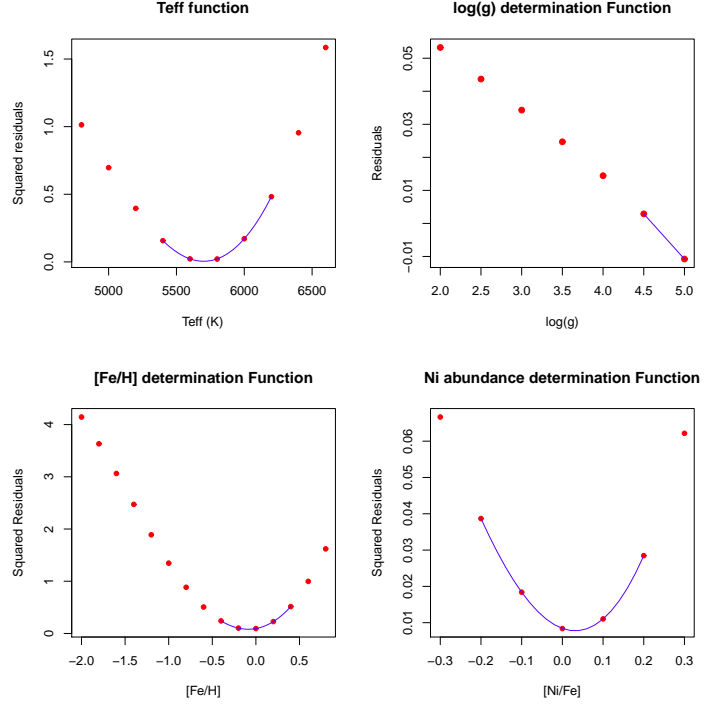 Teff function
Squared residuals
0.0 0.5 1.0 1.5
5000 5500 6000 6500
Teff (K)
log(g) determination Function
Residuals
−0.01 0.01 0.03 0.05
2.0 2.5 3.0 3.5 4.0 4.5 5.0
log(g)
[Fe/H] determination Function
Squared Residuals
0 1 2 3 4
−2.0 −1.5 −1.0 −0.5 0.0 0.5
[Fe/H]
Ni abundance determination Function
Squared Residuals
0.01 0.02 0.03 0.04 0.05 0.06
−0.3 −0.2 −0.1 0.0 0.1 0.2 0.3
[Ni/Fe]